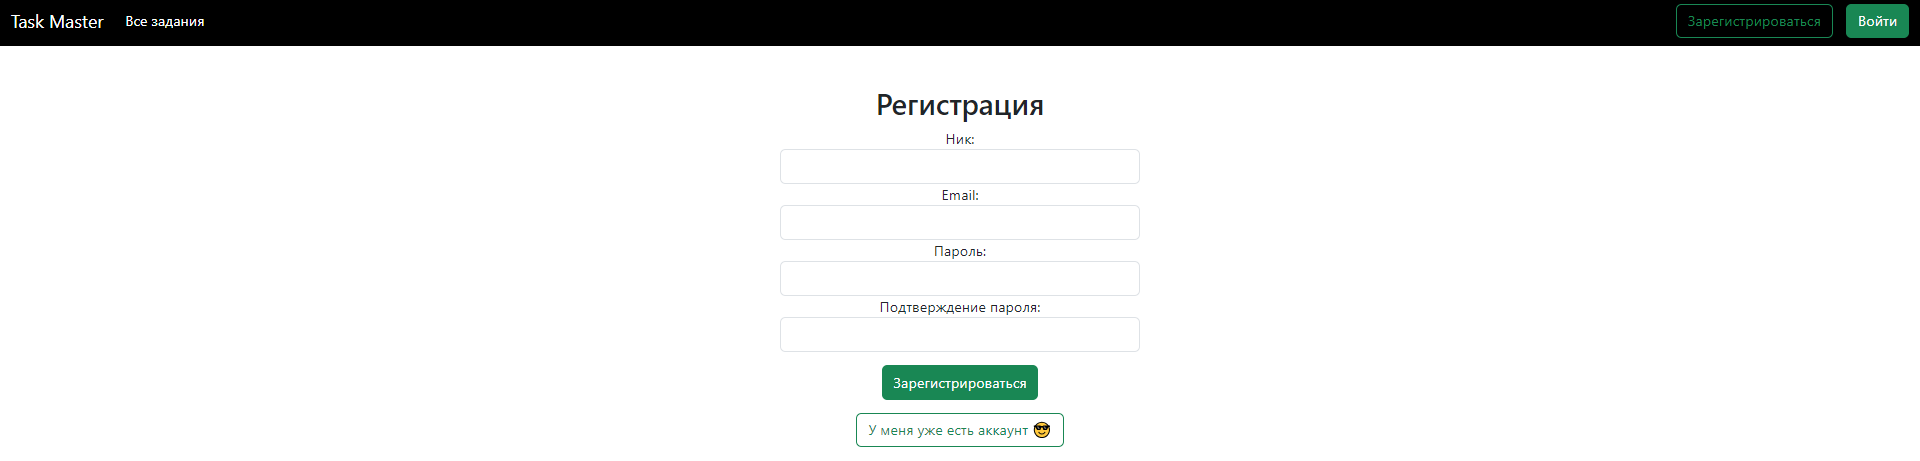 Task Master Все задания Зарегистрироваться Войти
Регистрация
Ник:
Email:
Пароль:
Подтверждение пароля:
Зарегистрироваться
У меня уже есть аккаунт 😎